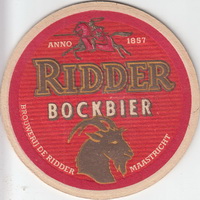 ANNO 1857
RIDDER
BOCKBIER
BROUWERIJ DE RIDDER
MAASTRICHT